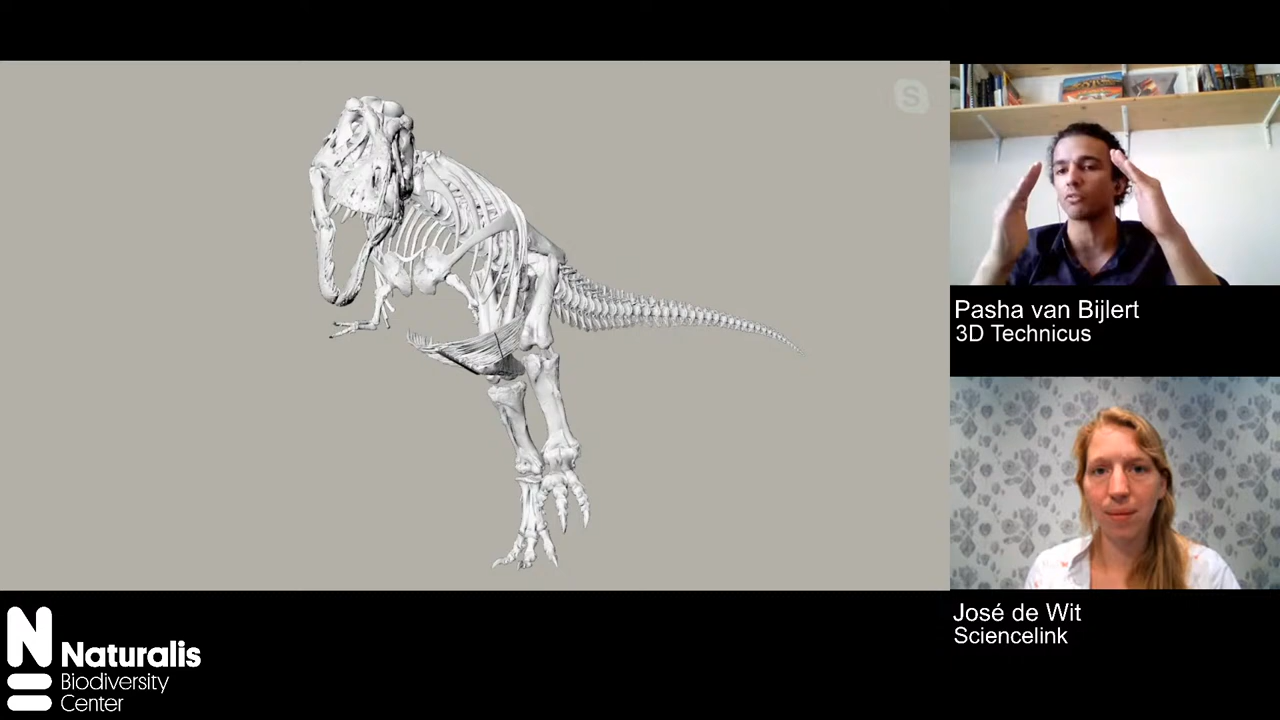 S
Pasha van Bijlert
3D Technicus
José de Wit
Sciencelink
N
Naturalis
Biodiversity
Center